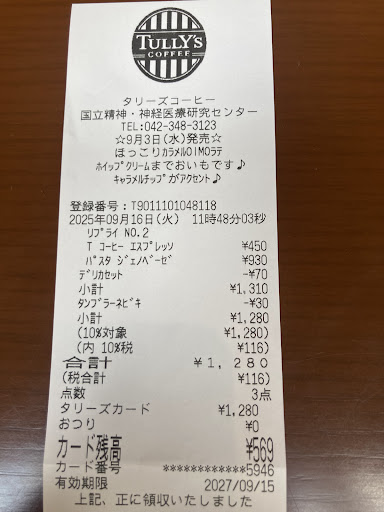 TULLY'S
COFFEE
タリーズコーヒー
国立精神・神経医療研究センター
TEL:042-348-3123
☆9月3日(水)発売☆
ほっこりカラメルOIMOラテ
ホイップクリームまでおいもです♪
キャラメルチップがアクセント♪
登録番号：T9011101048118
2025年09月16日(火) 11時48分03秒
リプライ NO.2
T コーヒー エスプレッソ ¥450
パスタ ジェノベーゼ ¥930
デリカセット -¥70
小計 ¥1,310
タンブラーネビキ -¥30
小計 ¥1,280
(10%対象 ¥1,280)
(内 10%税 ¥116)
合計 ¥1,280
(税合計 ¥116)
点数 3点
タリーズカード ¥1,280
おつり ¥0
カード残高 ¥569
カード番号 ************5946
有効期限 2027/09/15
上記、正に領収いたしました